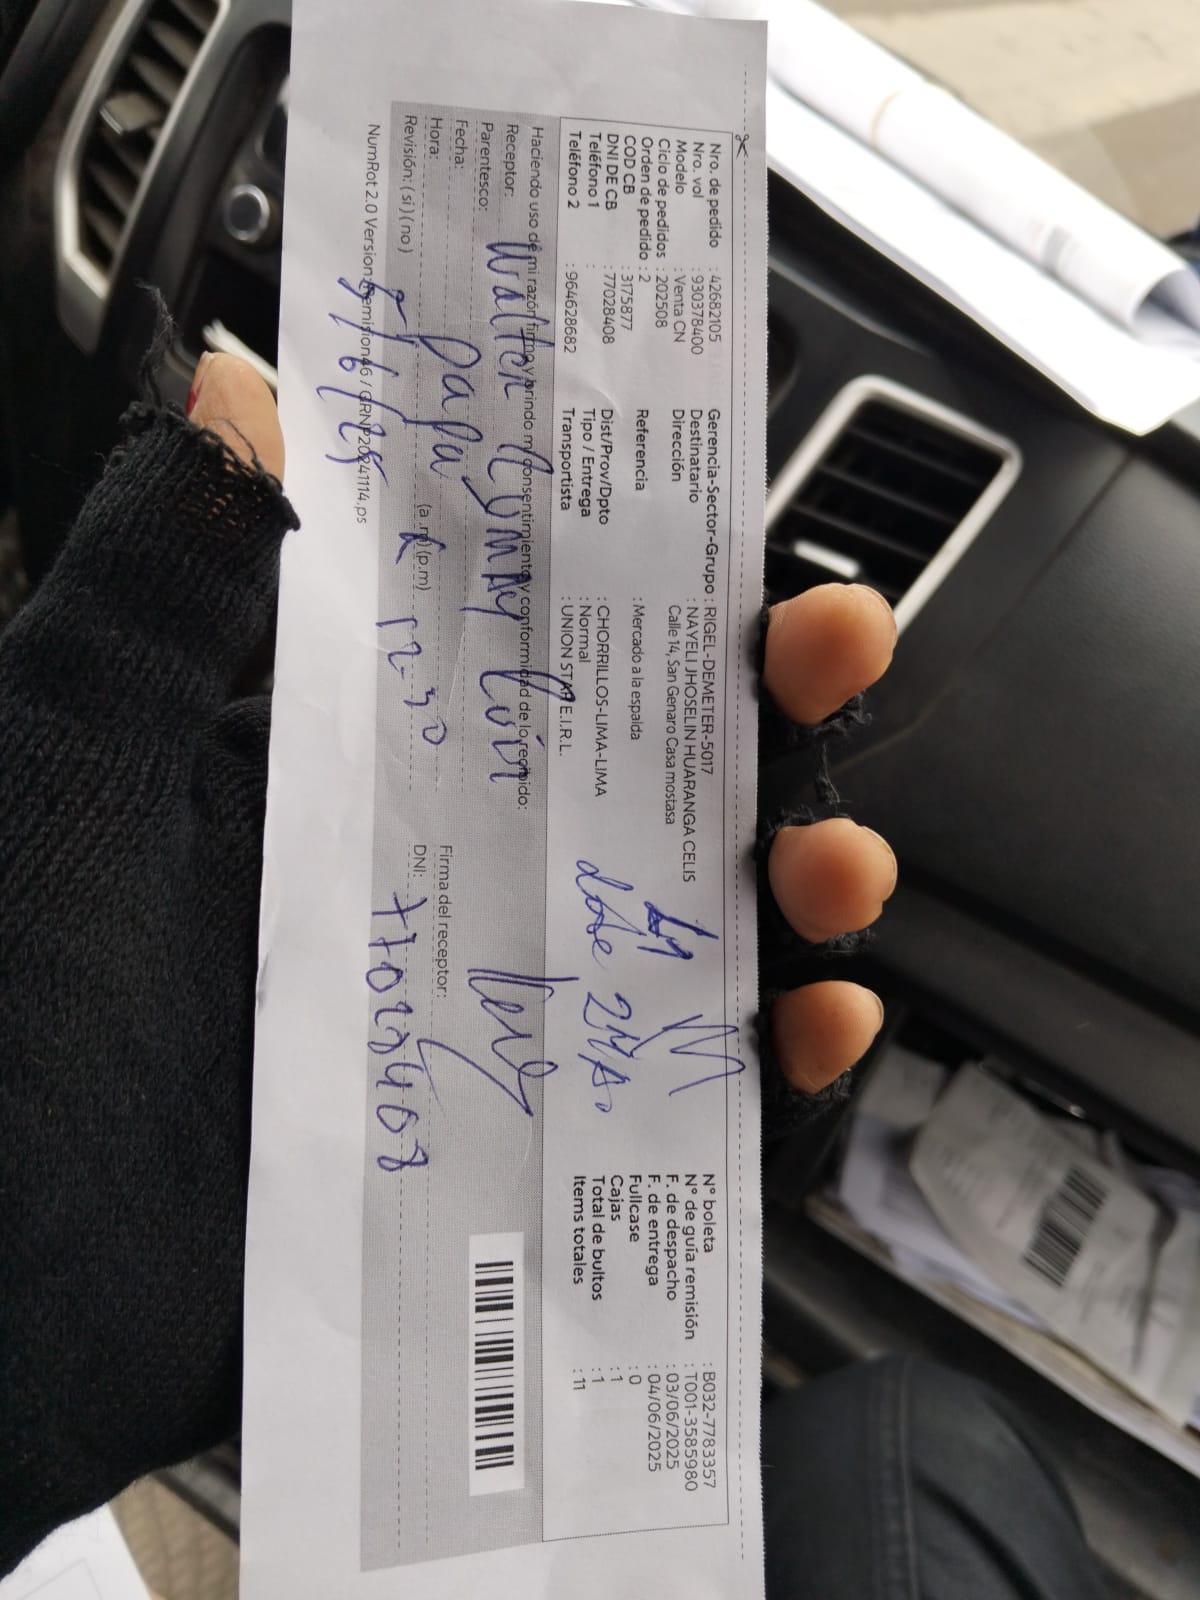 Nro. de pedido : 42682105
Nro. vol : 930378400
Modelo : Venta CN
Ciclo de pedidos : 202508
Orden de pedido : 2
COD CB : 3175877
DNI DE CB : 77028408
Teléfono 1 :
Teléfono 2 : 964628682
Gerencia-Sector-Grupo : RIGEL-DEMETER-5017
Destinatario : NAYELI JHOSELIN HUARANGA CELIS
Dirección Calle 14, San Genaro Casa mostasa
Referencia : Mercado a la espalda
Dist/Prov/Dpto : CHORRILLOS-LIMA-LIMA
Tipo / Entrega : Normal
Transportista : UNION STAR E.I.R.L.
N° boleta : B032-7783357
N° de guía remisión : T001-3585980
F. de despacho : 03/06/2025
F. de entrega : 04/06/2025
Fullcase : 0
Cajas : 1
Total de bultos : 1
Items totales : 11
Haciendo uso de mi razón firmo y brindo mi consentimiento y conformidad de lo recibido:
Receptor: Walter
Parentesco: Papá
Fecha:
Hora: (a.m) (p.m) 12-30
Revisión: ( si ) ( no )
Firma del receptor:
DNI: 77028408
NumRot 2.0 Version